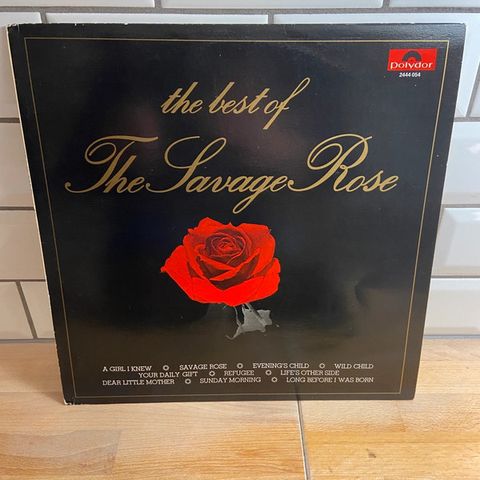 Polydor
2444 054
the best of
The Savage Rose
A GIRL I KNEW ✪ SAVAGE ROSE ✪ EVENING'S CHILD ✪ WILD CHILD
YOUR DAILY GIFT ✪ REFUGEE ✪ LIFE'S OTHER SIDE
DEAR LITTLE MOTHER ✪ SUNDAY MORNING ✪ LONG BEFORE I WAS BORN